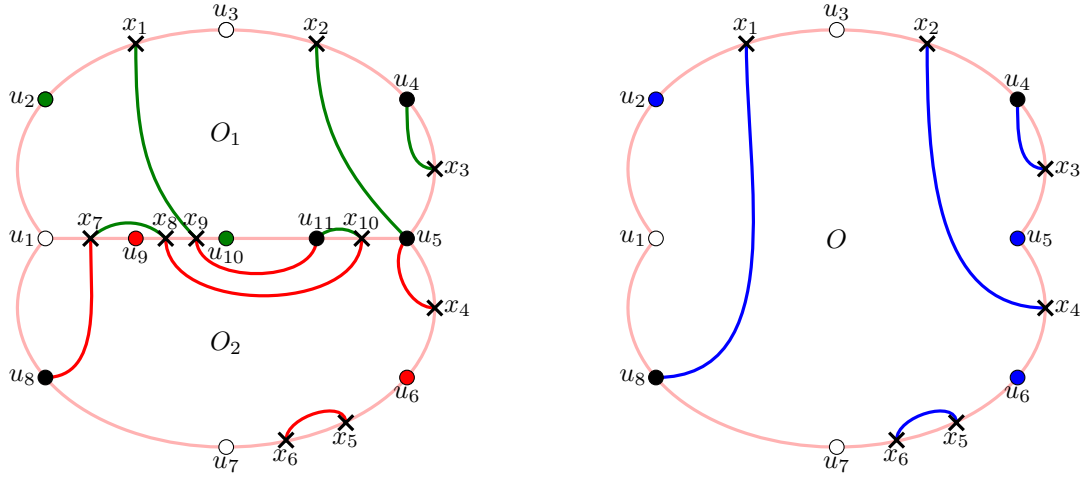 x₁ u₃ x₂
u₂ u₄
O₁
x₃
u₁ x₇ x₈ x₉ u₁₁ x₁₀ u₅
u₉ u₁₀
x₄
O₂
u₈ u₆
x₅
x₆
u₇
x₁ u₃ x₂
u₂ u₄
x₃
u₁ O u₅
x₄
u₈ u₆
x₅
x₆
u₇